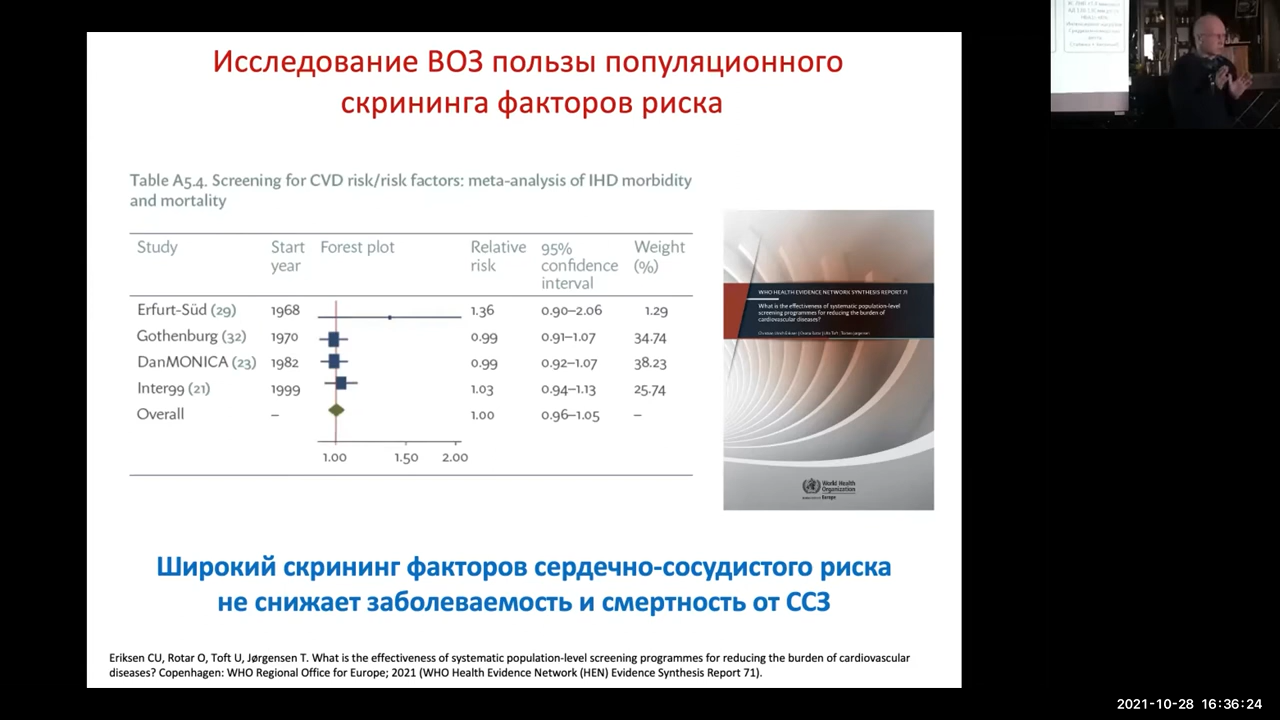 Исследование ВОЗ пользы популяционного
скрининга факторов риска
Table A5.4. Screening for CVD risk/risk factors: meta-analysis of IHD morbidity
and mortality
Study Start year Forest plot Relative risk 95% confidence interval Weight (%)
Erfurt-Süd (29) 1968 1.36 0.90–2.06 1.29
Gothenburg (32) 1970 0.99 0.91–1.07 34.74
DanMONICA (23) 1982 0.99 0.92–1.07 38.23
Inter99 (21) 1999 1.03 0.94–1.13 25.74
Overall – 1.00 0.96–1.05 –
1.00 1.50 2.00
WHO HEALTH EVIDENCE NETWORK SYNTHESIS REPORT 71
What is the effectiveness of systematic population-level
screening programmes for reducing the burden of
cardiovascular diseases?
World Health
Organization
Europe
Широкий скрининг факторов сердечно-сосудистого риска
не снижает заболеваемость и смертность от ССЗ
Eriksen CU, Rotar O, Toft U, Jørgensen T. What is the effectiveness of systematic population-level screening programmes for reducing the burden of cardiovascular
diseases? Copenhagen: WHO Regional Office for Europe; 2021 (WHO Health Evidence Network (HEN) Evidence Synthesis Report 71).
2021-10-28 16:36:24